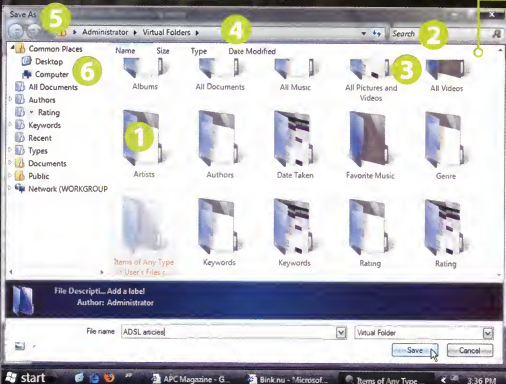 Save As
5
Administrator Virtual Folders
4
Search
2
Common Places
Name Size Type Date Modified
Desktop
Computer
6
3
All Documents
Authors
Rating
Keywords
Recent
Types
Documents
Public
Network (WORKGROUP
Albums
All Documents
All Music
All Pictures and
Videos
All Videos
1
Artists
Authors
Date Taken
Favorite Music
Genre
Items of Any Type
User's Files
Keywords
Keywords
Rating
Rating
File Descripti... Add a label
Author: Administrator
File name ADSL articles
Virtual Folder
Save Cancel
start
APC Magazine - G...
Bink.nu - Microsof...
Items of Any Type
3:36 PM